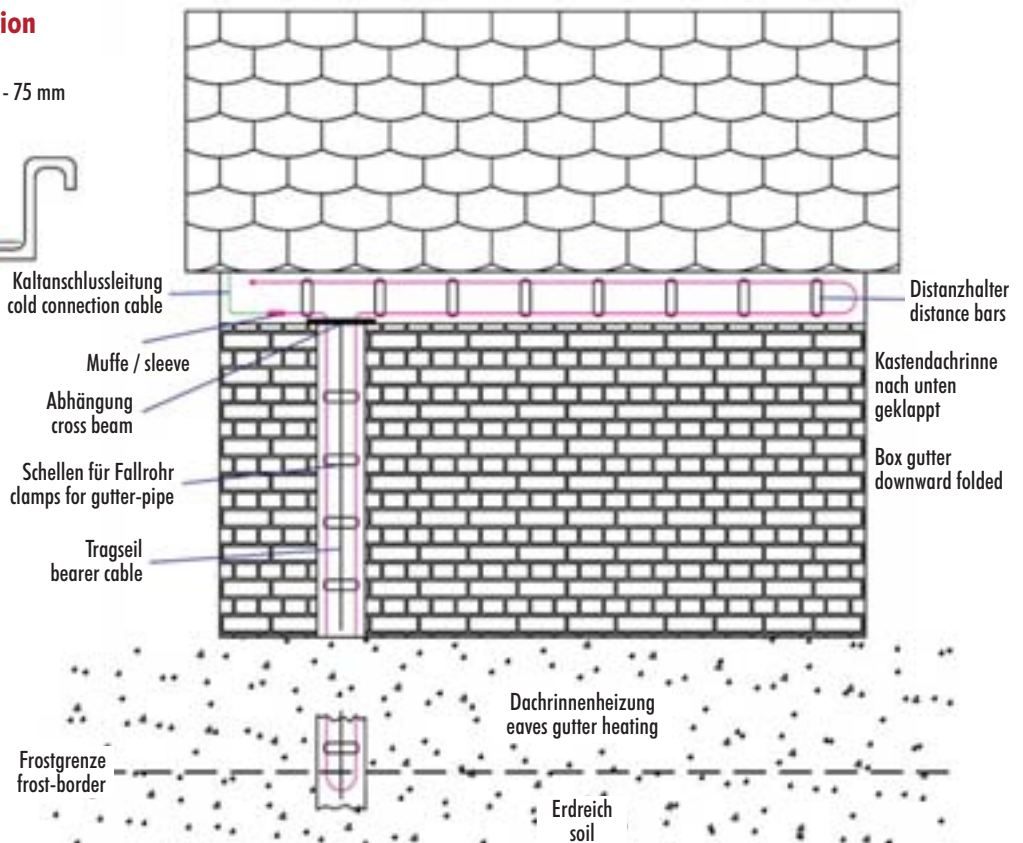 ion
- 75 mm
Kaltanschlussleitung
cold connection cable
Muffe / sleeve
Abhängung
cross beam
Schellen für Fallrohr
clamps for gutter-pipe
Tragseil
bearer cable
Distanzhalter
distance bars
Kastendachrinne
nach unten
geklappt
Box gutter
downward folded
Dachrinnenheizung
eaves gutter heating
Frostgrenze
frost-border
Erdreich
soil